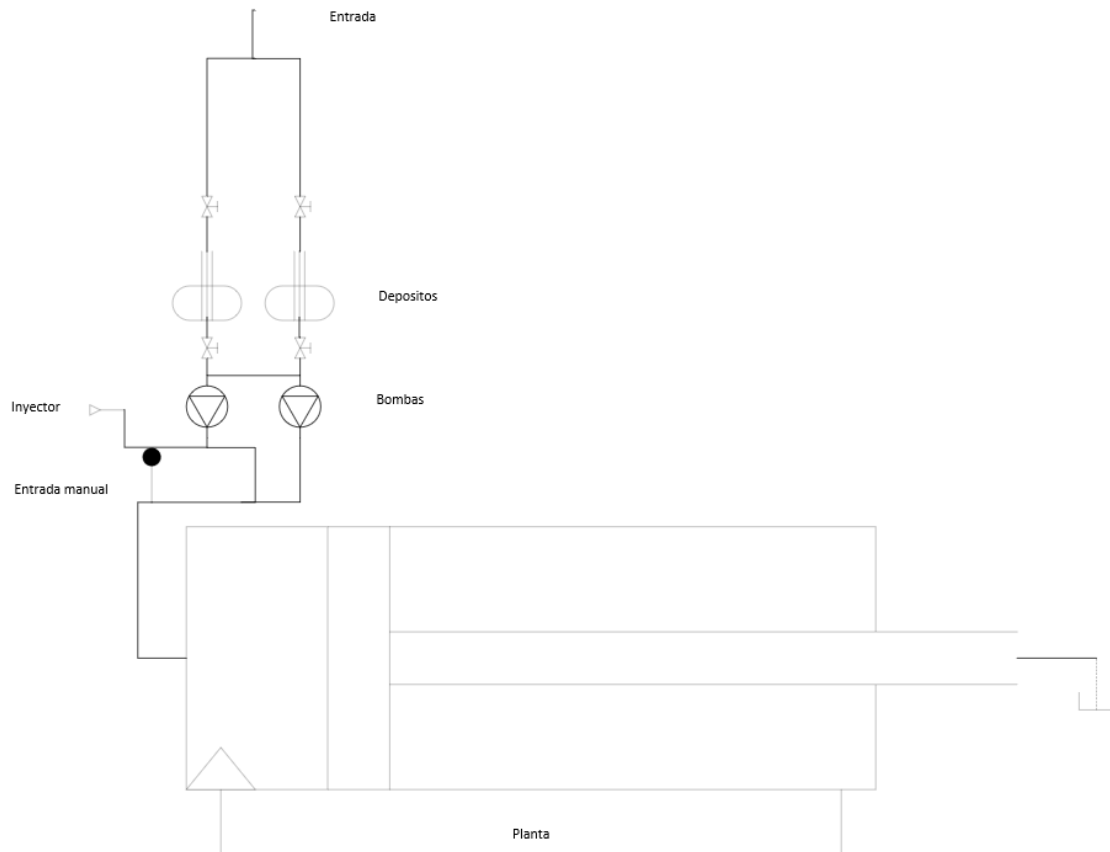 Entrada
Depositos
Bombas
Inyector
Entrada manual
Planta